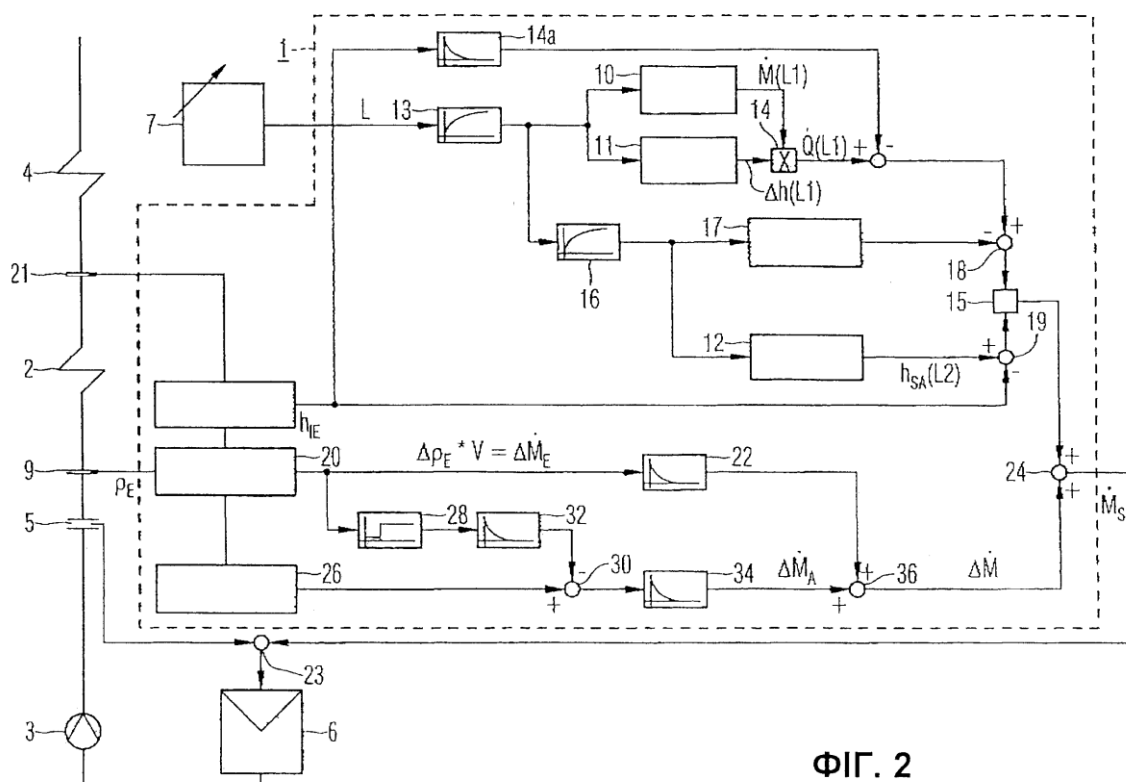 1
14a
10
Ṁ(L1)
7
L
13
14
Q̇(L1)
+
-
11
X
Δh(L1)
4
17
-
+
18
21
16
15
12
+
19
h_SA(L2)
-
2
h_IE
20
Δρ_E * V = ΔṀ_E
22
+
9
ρ_E
24
+
Ṁ_S
5
28
32
-
30
34
ΔṀ_A
+
36
ΔṀ
26
+
+
23
3
6
ФІГ. 2